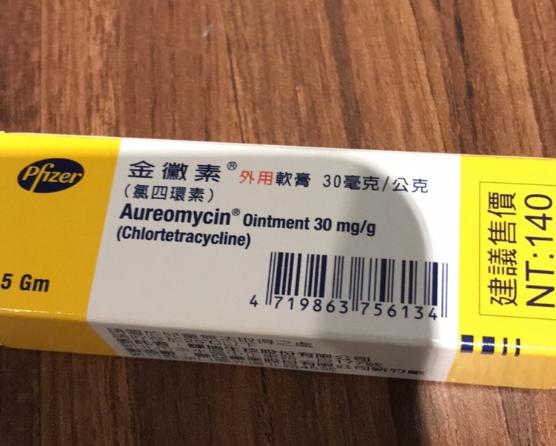 Pfizer
金黴素® 外用軟膏 30毫克/公克
(氯四環素)
Aureomycin® Ointment 30 mg/g
(Chlortetracycline)
5 Gm
4 719863 756134
建議售價
NT:140